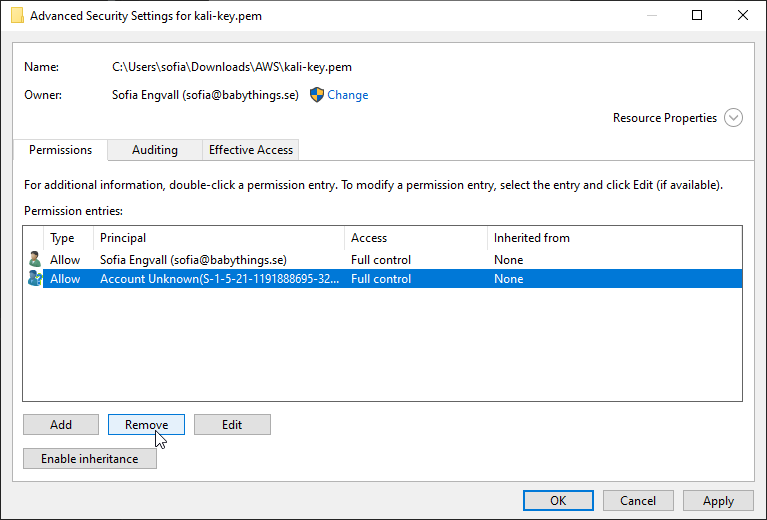 Advanced Security Settings for kali-key.pem
Name: C:\Users\sofia\Downloads\AWS\kali-key.pem
Owner: Sofia Engvall (sofia@babythings.se) Change
Resource Properties
Permissions Auditing Effective Access
For additional information, double-click a permission entry. To modify a permission entry, select the entry and click Edit (if available).
Permission entries:
Type Principal Access Inherited from
Allow Sofia Engvall (sofia@babythings.se) Full control None
Allow Account Unknown(S-1-5-21-1191888695-32... Full control None
Add Remove Edit
Enable inheritance
OK Cancel Apply